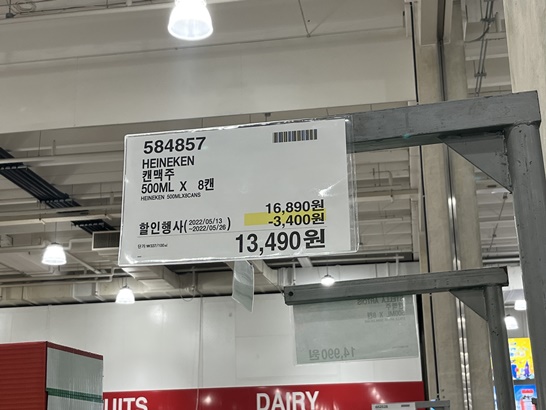 584857
HEINEKEN
캔맥주
500ML X 8캔
HEINEKEN 500MLX8CANS
16,890원
-3,400원
할인행사(2022/05/13
~2022/05/26)
13,490원
14,990원
UITS
DAIRY